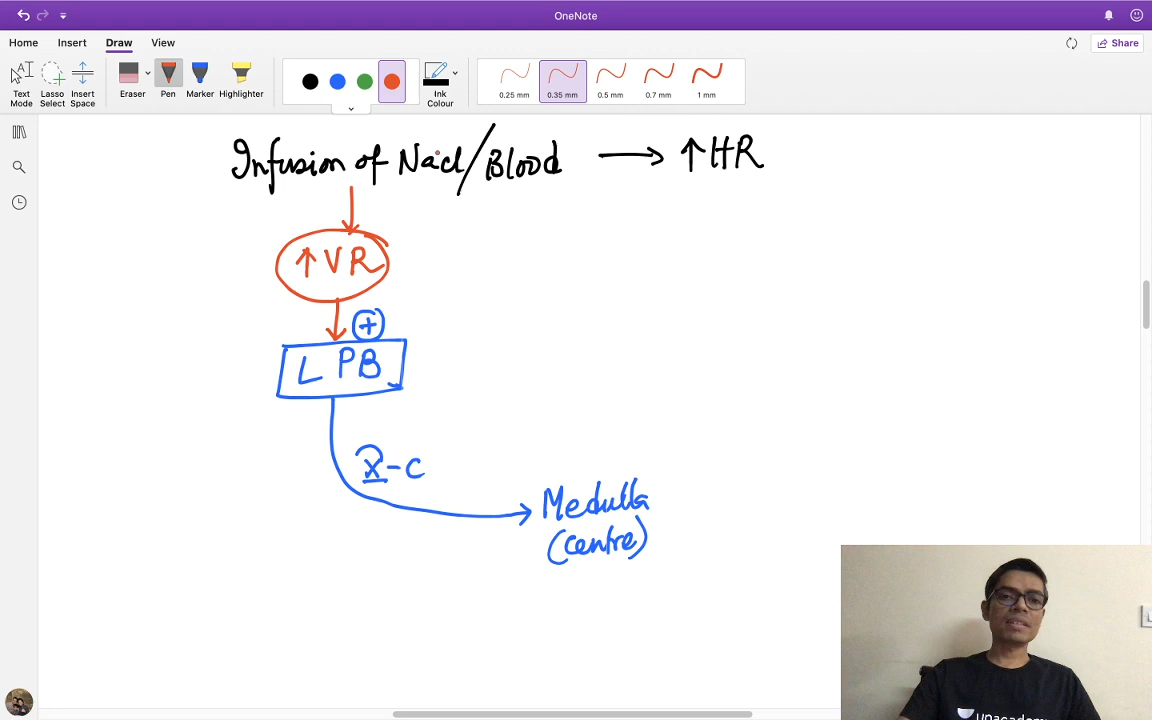 OneNote
Home Insert Draw View Share
Text Mode Lasso Select Insert Space Eraser Pen Marker Highlighter Ink Colour 0.25 mm 0.35 mm 0.5 mm 0.7 mm 1 mm
Infusion of Nacl/Blood → ↑HR
↑VR
+
LPB
X-C
Medulla
(centre)
unacademy